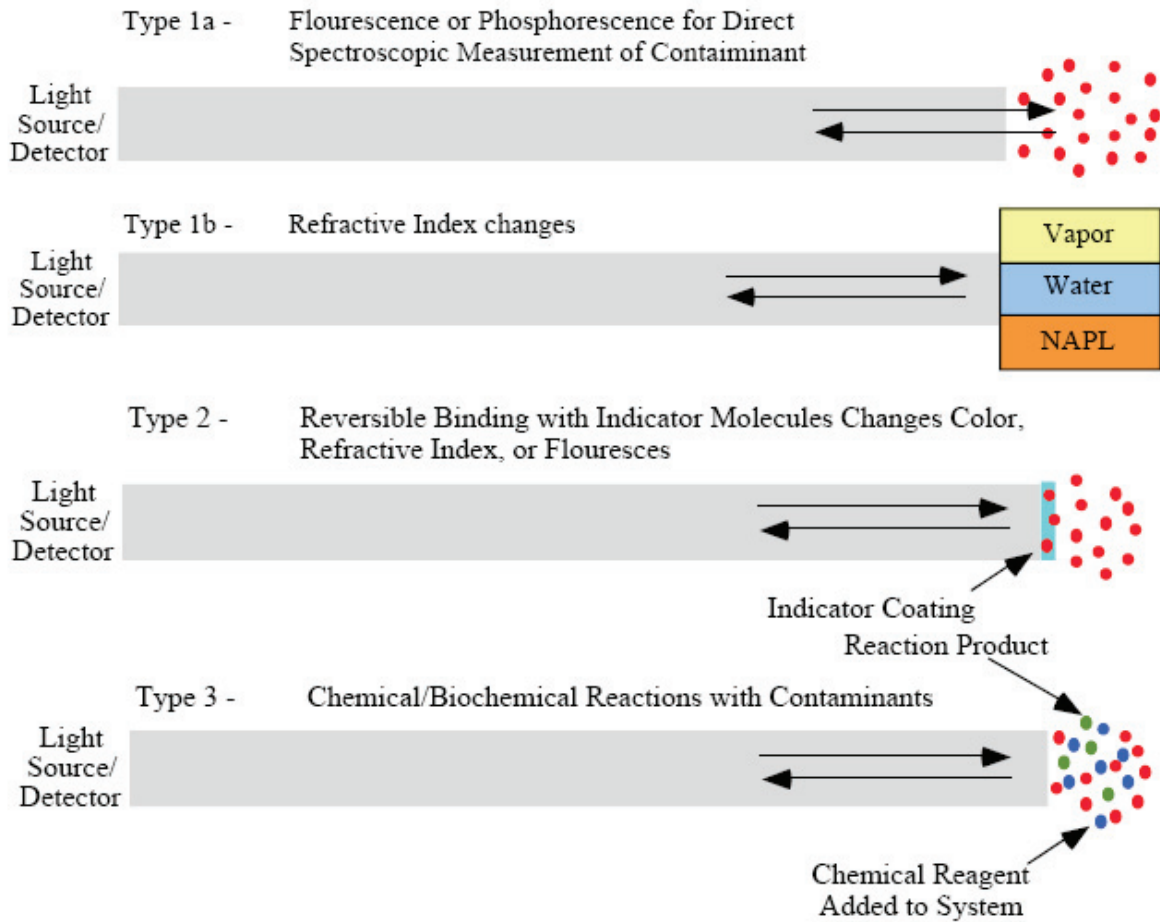 Type 1a - Flourescence or Phosphorescence for Direct
Spectroscopic Measurement of Contaiminant
Light
Source/
Detector
Type 1b - Refractive Index changes
Light
Source/
Detector
Vapor
Water
NAPL
Type 2 - Reversible Binding with Indicator Molecules Changes Color,
Refractive Index, or Flouresces
Light
Source/
Detector
Indicator Coating
Reaction Product
Type 3 - Chemical/Biochemical Reactions with Contaminants
Light
Source/
Detector
Chemical Reagent
Added to System